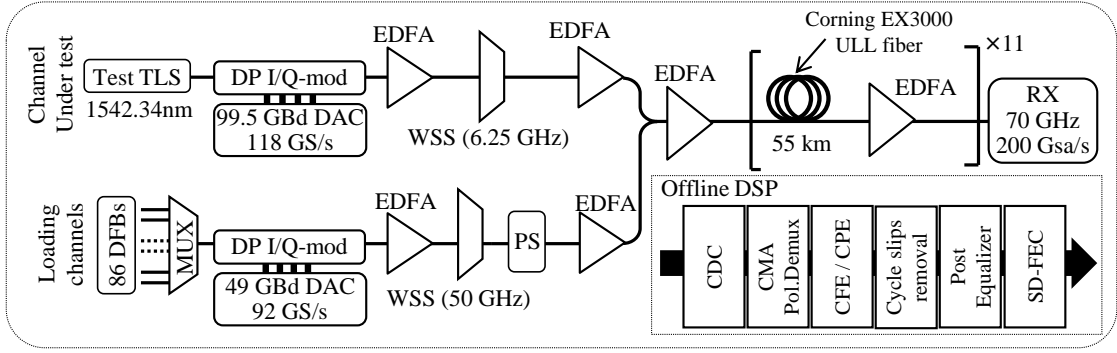 Channel
Under test
Test TLS
1542.34nm
DP I/Q-mod
99.5 GBd DAC
118 GS/s
EDFA
WSS (6.25 GHz)
EDFA
EDFA
Corning EX3000
ULL fiber
55 km
EDFA
×11
RX
70 GHz
200 Gsa/s
Loading
channels
86 DFBs
MUX
DP I/Q-mod
49 GBd DAC
92 GS/s
EDFA
WSS (50 GHz)
PS
EDFA
Offline DSP
CDC
CMA
Pol.Demux
CFE / CPE
Cycle slips
removal
Post
Equalizer
SD-FEC